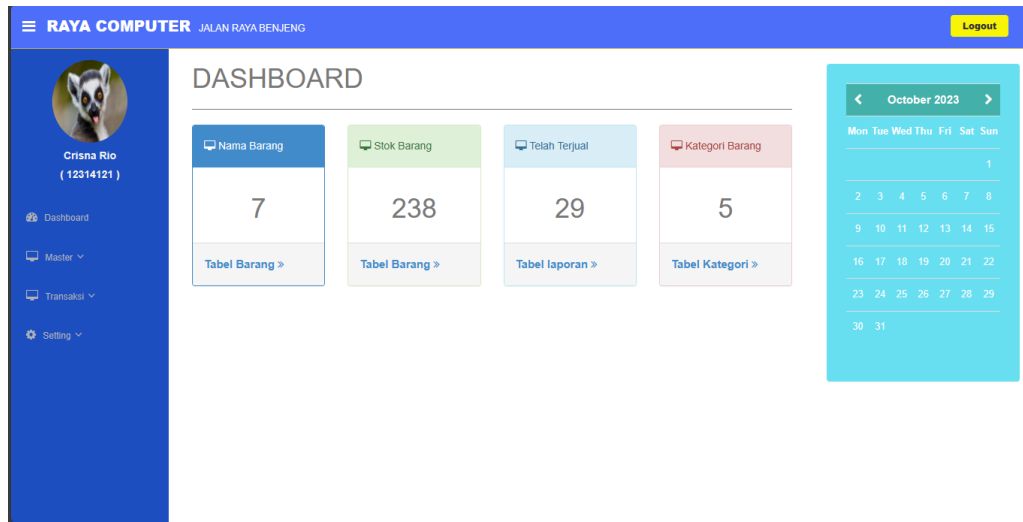 RAYA COMPUTER JALAN RAYA BENJENG
Logout
Crisna Rio
( 12314121 )
Dashboard
Master
Transaksi
Setting
DASHBOARD
Nama Barang
7
Tabel Barang »
Stok Barang
238
Tabel Barang »
Telah Terjual
29
Tabel laporan »
Kategori Barang
5
Tabel Kategori »
October 2023
Mon Tue Wed Thu Fri Sat Sun
1
2 3 4 5 6 7 8
9 10 11 12 13 14 15
16 17 18 19 20 21 22
23 24 25 26 27 28 29
30 31